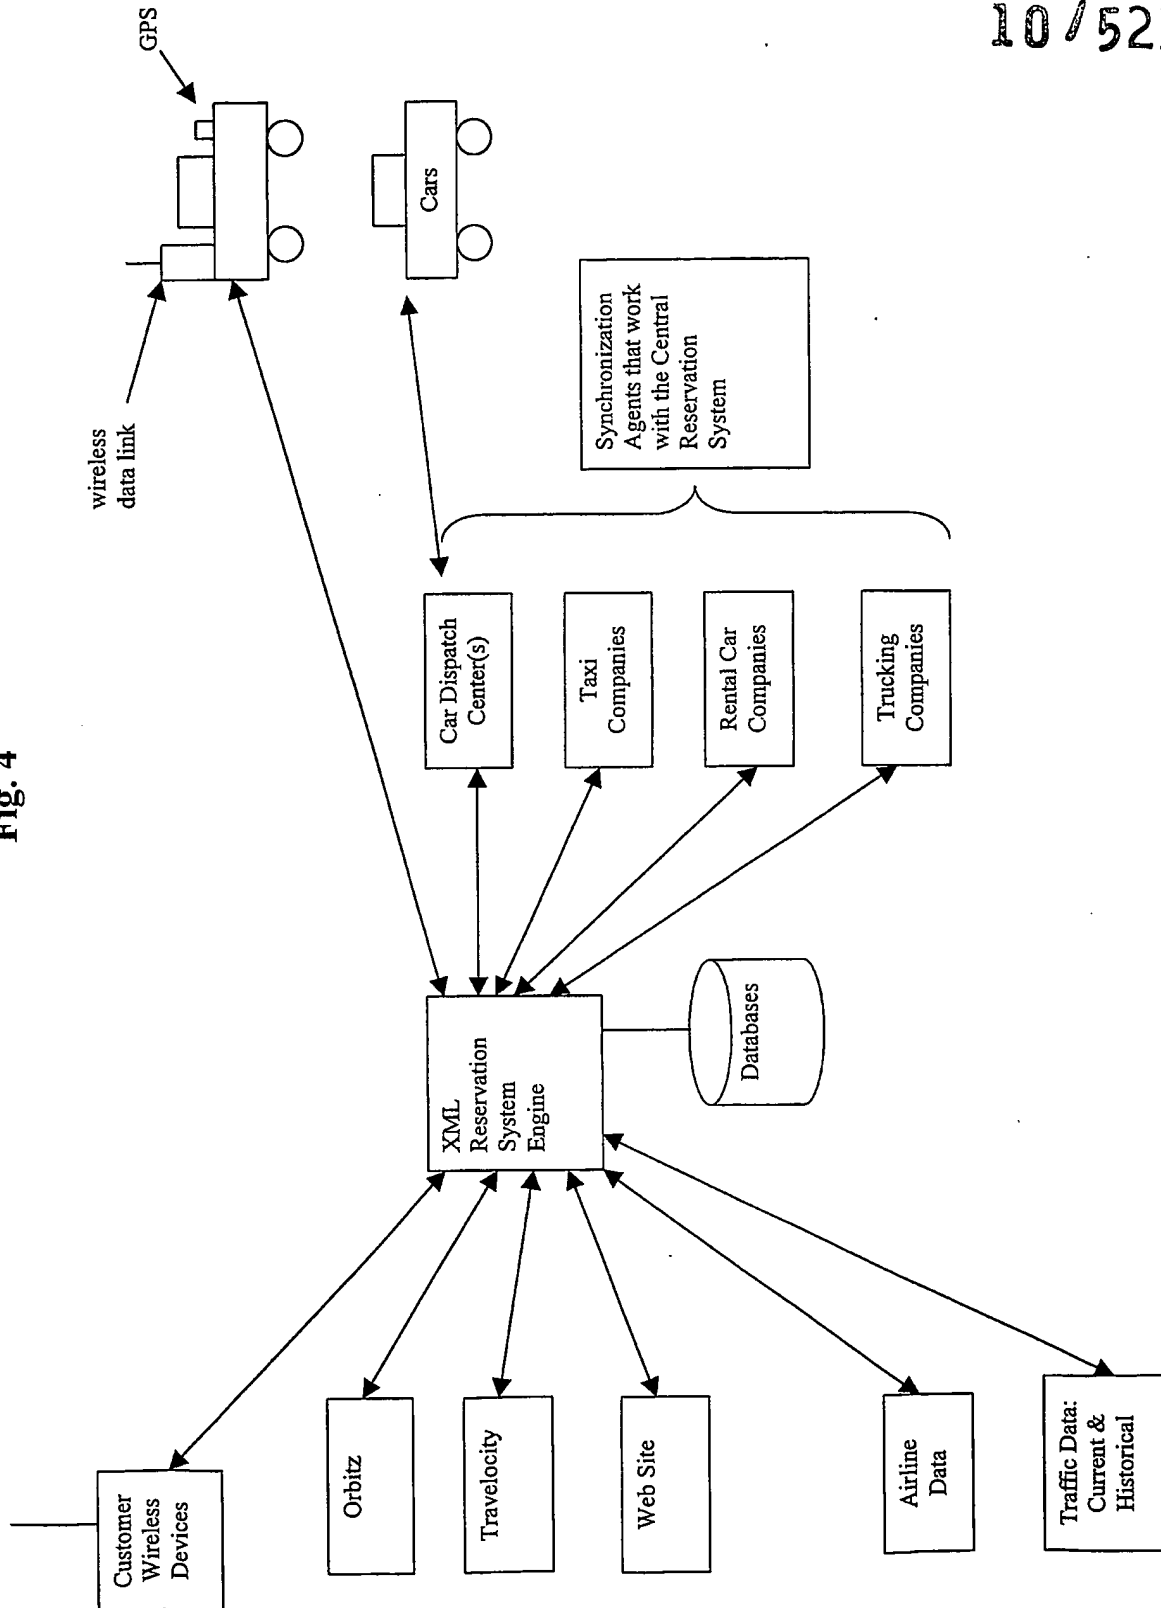 10/52
Fig. 4
Customer
Wireless
Devices
Orbitz
Travelocity
Web Site
Airline
Data
Traffic Data:
Current &
Historical
XML
Reservation
System
Engine
Databases
Car Dispatch
Center(s)
Taxi
Companies
Rental Car
Companies
Trucking
Companies
Synchronization
Agents that work
with the Central
Reservation
System
wireless
data link
GPS
Cars